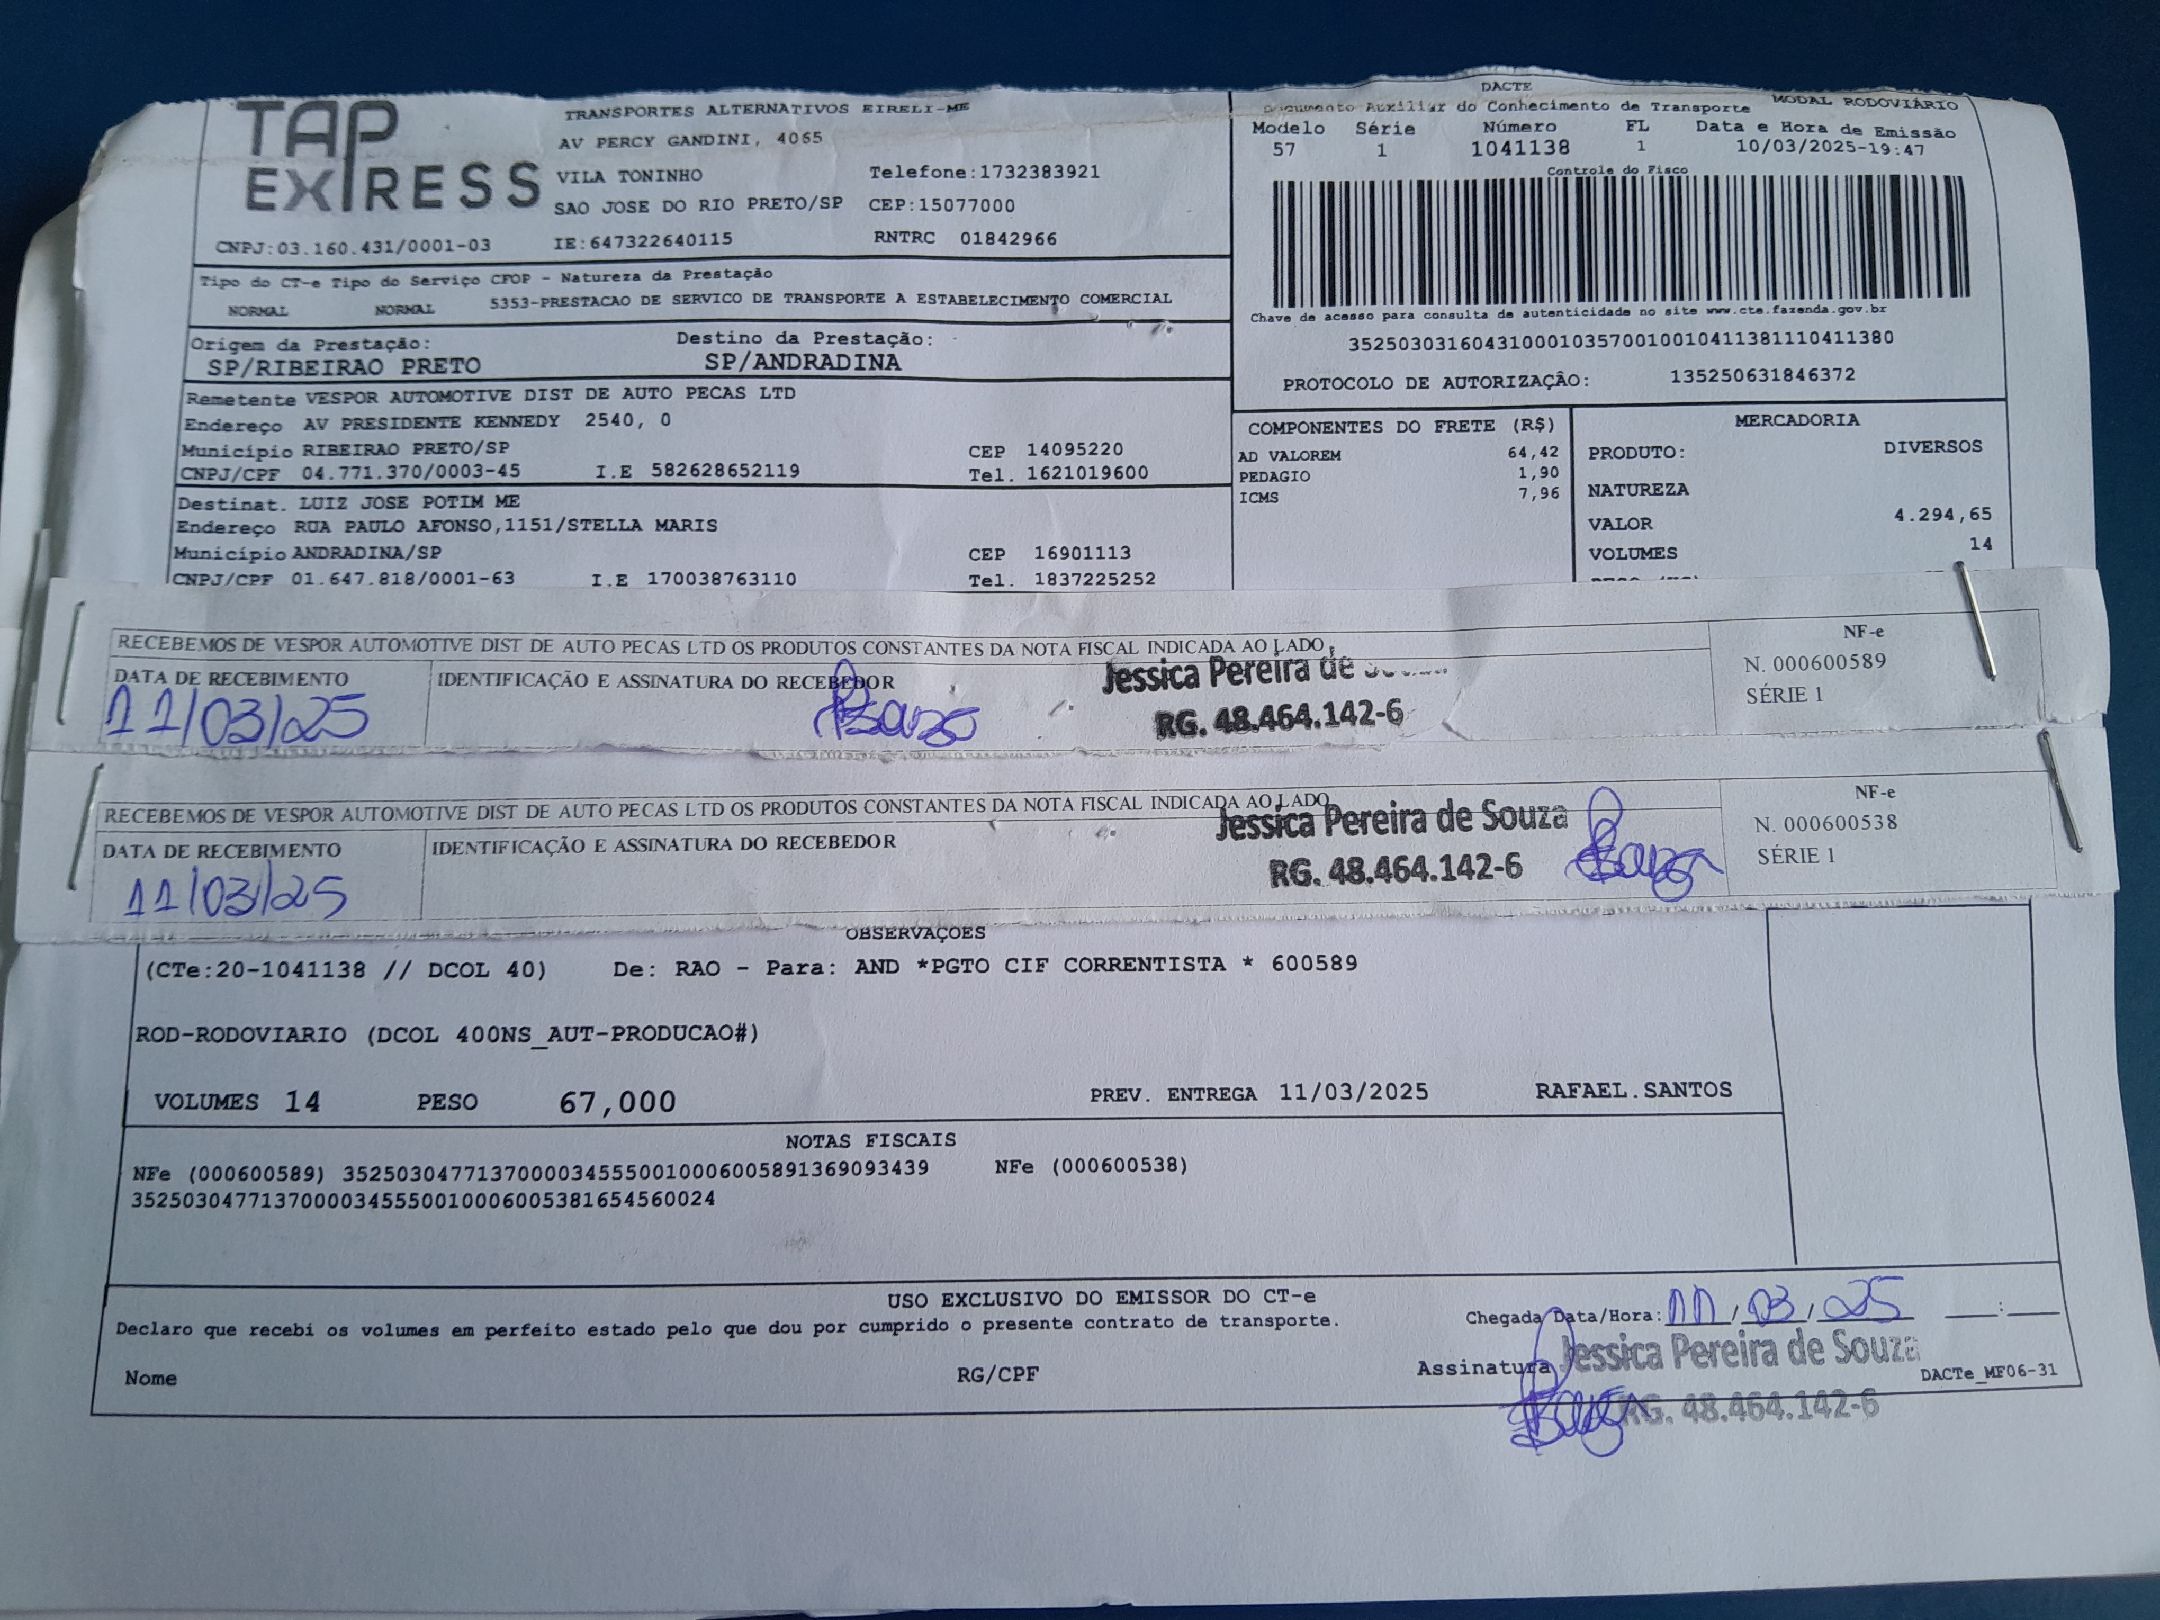 TAP EXPRESS
TRANSPORTES ALTERNATIVOS EIRELI-ME
AV PERCY GANDINI, 4065
VILA TONINHO Telefone:1732383921
SAO JOSE DO RIO PRETO/SP CEP:15077000
CNPJ:03.160.431/0001-03 IE:647322640115 RNTRC 01842966
Tipo do CT-e Tipo do Serviço CFOP - Natureza da Prestação
NORMAL NORMAL 5353-PRESTACAO DE SERVICO DE TRANSPORTE A ESTABELECIMENTO COMERCIAL
Origem da Prestação: Destino da Prestação:
SP/RIBEIRAO PRETO SP/ANDRADINA
Remetente VESPOR AUTOMOTIVE DIST DE AUTO PECAS LTD
Endereço AV PRESIDENTE KENNEDY 2540, 0
Município RIBEIRAO PRETO/SP CEP 14095220
CNPJ/CPF 04.771.370/0003-45 I.E 582628652119 Tel. 1621019600
Destinat. LUIZ JOSE POTIM ME
Endereço RUA PAULO AFONSO,1151/STELLA MARIS
Município ANDRADINA/SP CEP 16901113
CNPJ/CPF 01.647.818/0001-63 I.E 170038763110 Tel. 1837225252
DACTE
Documento Auxiliar do Conhecimento de Transporte MODAL RODOVIÁRIO
Modelo Série Número FL Data e Hora de Emissão
57 1 1041138 1 10/03/2025-19:47
Controle do Fisco
Chave de acesso para consulta de autenticidade no site www.cte.fazenda.gov.br
35250303160431000103570010010411381110411380
PROTOCOLO DE AUTORIZAÇÃO: 135250631846372
COMPONENTES DO FRETE (R$)
AD VALOREM 64,42
PEDAGIO 1,90
ICMS 7,96
MERCADORIA
PRODUTO: DIVERSOS
NATUREZA
VALOR 4.294,65
VOLUMES 14
RECEBEMOS DE VESPOR AUTOMOTIVE DIST DE AUTO PECAS LTD OS PRODUTOS CONSTANTES DA NOTA FISCAL INDICADA AO LADO
DATA DE RECEBIMENTO IDENTIFICAÇÃO E ASSINATURA DO RECEBEDOR
11/03/25
Jessica Pereira de
RG. 48.464.142-6
NF-e
N. 000600589
SÉRIE 1
RECEBEMOS DE VESPOR AUTOMOTIVE DIST DE AUTO PECAS LTD OS PRODUTOS CONSTANTES DA NOTA FISCAL INDICADA AO LADO
DATA DE RECEBIMENTO IDENTIFICAÇÃO E ASSINATURA DO RECEBEDOR
11/03/25
Jessica Pereira de Souza
RG. 48.464.142-6
NF-e
N. 000600538
SÉRIE 1
OBSERVAÇOES
(CTe:20-1041138 // DCOL 40) De: RAO - Para: AND *PGTO CIF CORRENTISTA * 600589
ROD-RODOVIARIO (DCOL 400NS_AUT-PRODUCAO#)
VOLUMES 14 PESO 67,000 PREV. ENTREGA 11/03/2025 RAFAEL.SANTOS
NOTAS FISCAIS
NFe (000600589) 35250304771370000345550010006005891369093439 NFe (000600538)
35250304771370000345550010006005381654560024
USO EXCLUSIVO DO EMISSOR DO CT-e
Declaro que recebi os volumes em perfeito estado pelo que dou por cumprido o presente contrato de transporte.
Chegada Data/Hora: 11/03/25 __:__
Nome RG/CPF Assinatura
Jessica Pereira de Souza
RG. 48.464.142-6
DACTe_MF06-31